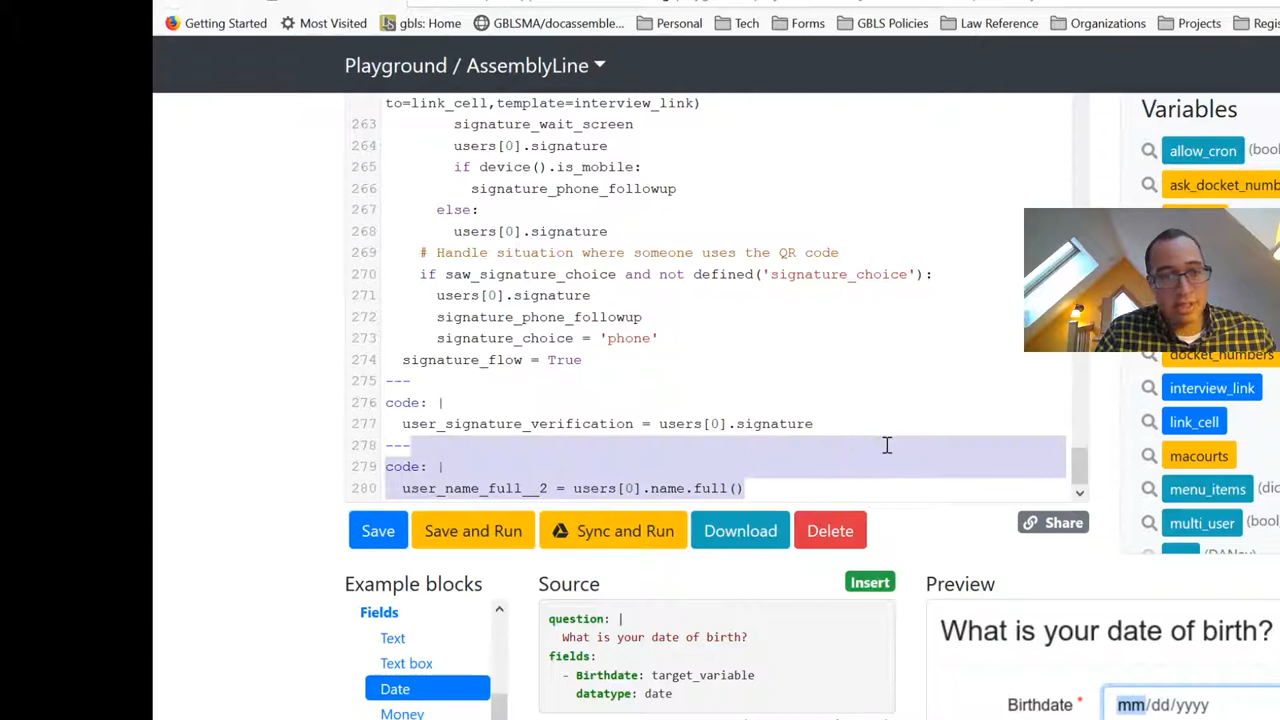 Getting Started Most Visited gbls: Home GBLSMA/docassemble... Personal Tech Forms GBLS Policies Law Reference Organizations Projects Regis
Playground / AssemblyLine
to=link_cell,template=interview_link)
263 signature_wait_screen
264 users[0].signature
265 if device().is_mobile:
266 signature_phone_followup
267 else:
268 users[0].signature
269 # Handle situation where someone uses the QR code
270 if saw_signature_choice and not defined('signature_choice'):
271 users[0].signature
272 signature_phone_followup
273 signature_choice = 'phone'
274 signature_flow = True
275 ---
276 code: |
277 user_signature_verification = users[0].signature
278 ---
279 code: |
280 user_name_full__2 = users[0].name.full()
Variables
allow_cron (bool
ask_docket_numb
docket_numbers
interview_link
link_cell
macourts
menu_items (dic
multi_user (bool
(DANav
Save Save and Run Sync and Run Download Delete Share
Example blocks
Fields
Text
Text box
Date
Money
Source Insert
question: |
What is your date of birth?
fields:
- Birthdate: target_variable
datatype: date
Preview
What is your date of birth?
Birthdate * mm/dd/yyyy